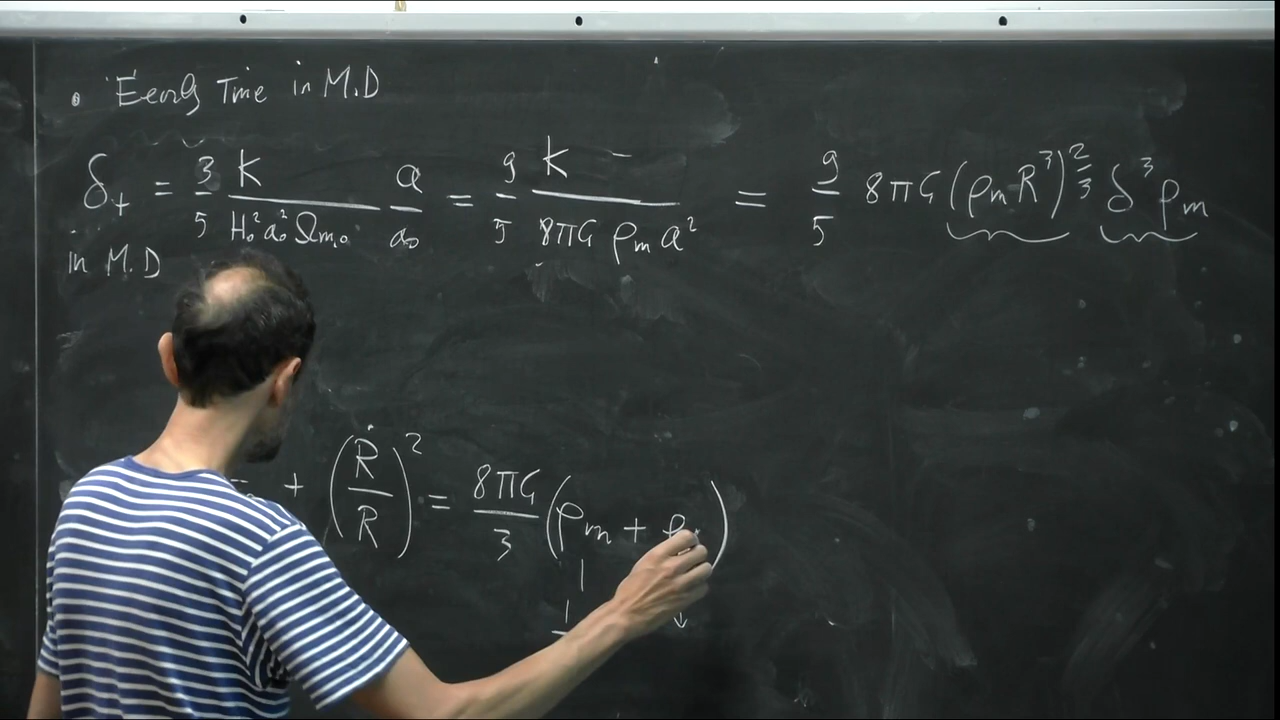 • Eearly Time in M.D
δ₊ = 3/5 K/(H₀² a₀² Ωm,₀) a/a₀ = 9/5 K/(8πG ρₘ a²) = 9/5 8πG (ρₘ R³)^(2/3) δ³ ρₘ
in M.D
+ (Ṙ/R)² = 8πG/3 (ρₘ + ρ )